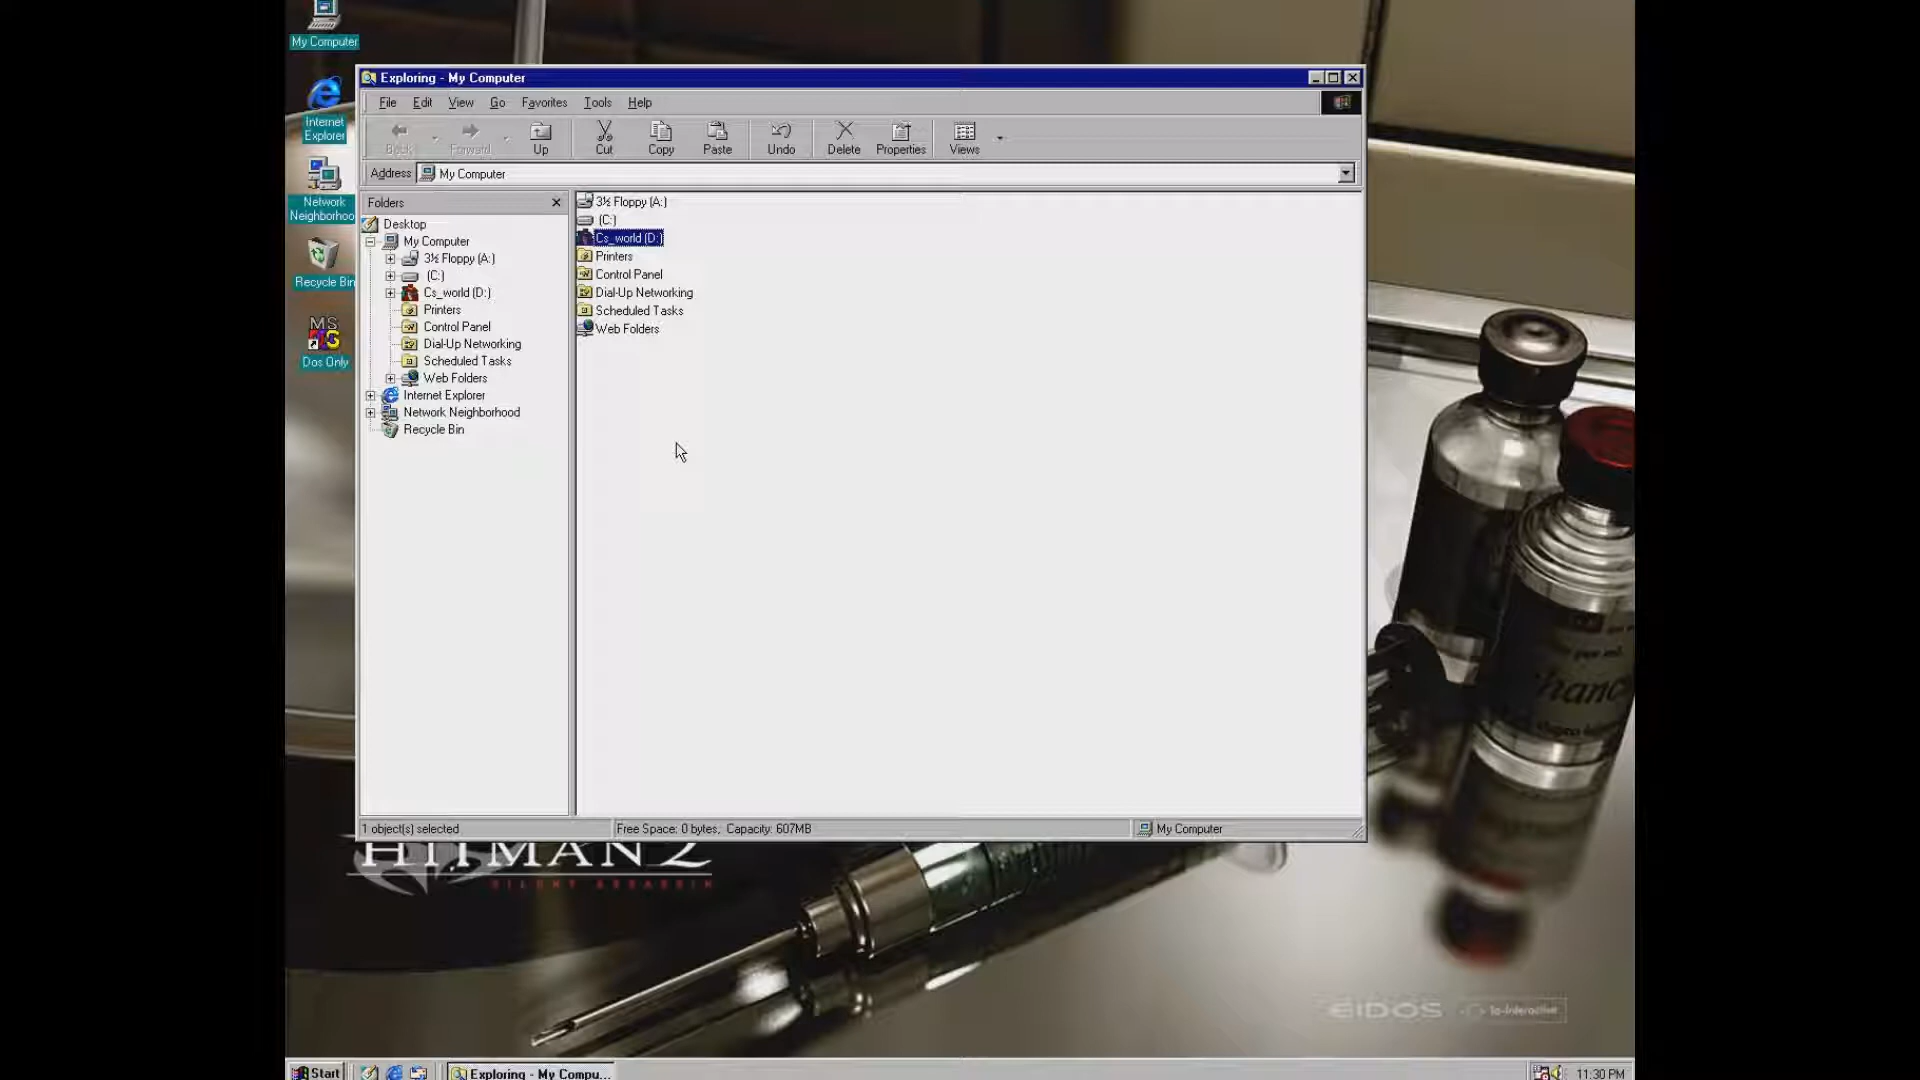 My Computer
Internet
Explorer
Network
Neighborhoo
Recycle Bin
MS
Dos Only
Exploring - My Computer
File Edit View Go Favorites Tools Help
Back Forward Up Cut Copy Paste Undo Delete Properties Views
Address My Computer
Folders
Desktop
My Computer
3½ Floppy (A:)
(C:)
Cs_world (D:)
Printers
Control Panel
Dial-Up Networking
Scheduled Tasks
Web Folders
Internet Explorer
Network Neighborhood
Recycle Bin
3½ Floppy (A:)
(C:)
Cs_world (D:)
Printers
Control Panel
Dial-Up Networking
Scheduled Tasks
Web Folders
1 object(s) selected
Free Space: 0 bytes, Capacity: 607MB
My Computer
HITMAN 2
SILENT ASSASSIN
EIDOS
Io-Interactive
Start
Exploring - My Compu...
11:30 PM